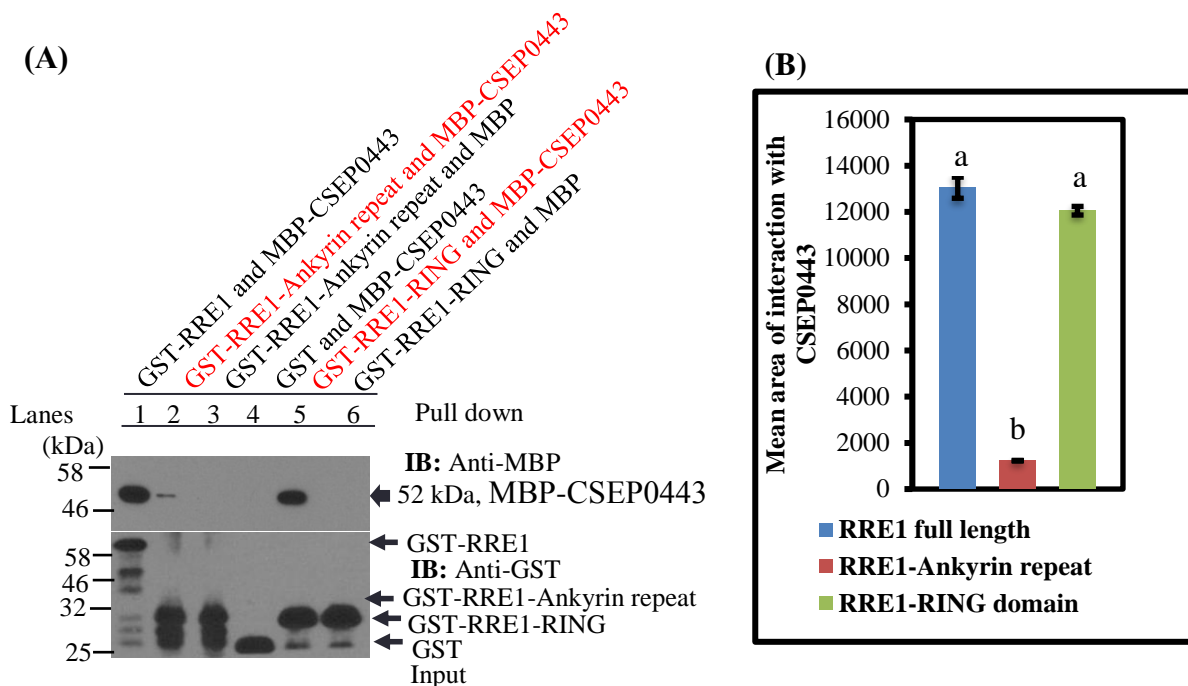 (A)
GST-RRE1 and MBP-CSEP0443
GST-RRE1-Ankyrin repeat and MBP-CSEP0443
GST-RRE1-Ankyrin repeat and MBP
GST and MBP-CSEP0443
GST-RRE1-RING and MBP-CSEP0443
GST-RRE1-RING and MBP
Lanes 1 2 3 4 5 6 Pull down
(kDa)
58
46
IB: Anti-MBP
52 kDa, MBP-CSEP0443
58
46
32
25
GST-RRE1
IB: Anti-GST
GST-RRE1-Ankyrin repeat
GST-RRE1-RING
GST
Input
(B)
Mean area of interaction with
CSEP0443
16000
14000
12000
10000
8000
6000
4000
2000
0
a
b
a
RRE1 full length
RRE1-Ankyrin repeat
RRE1-RING domain